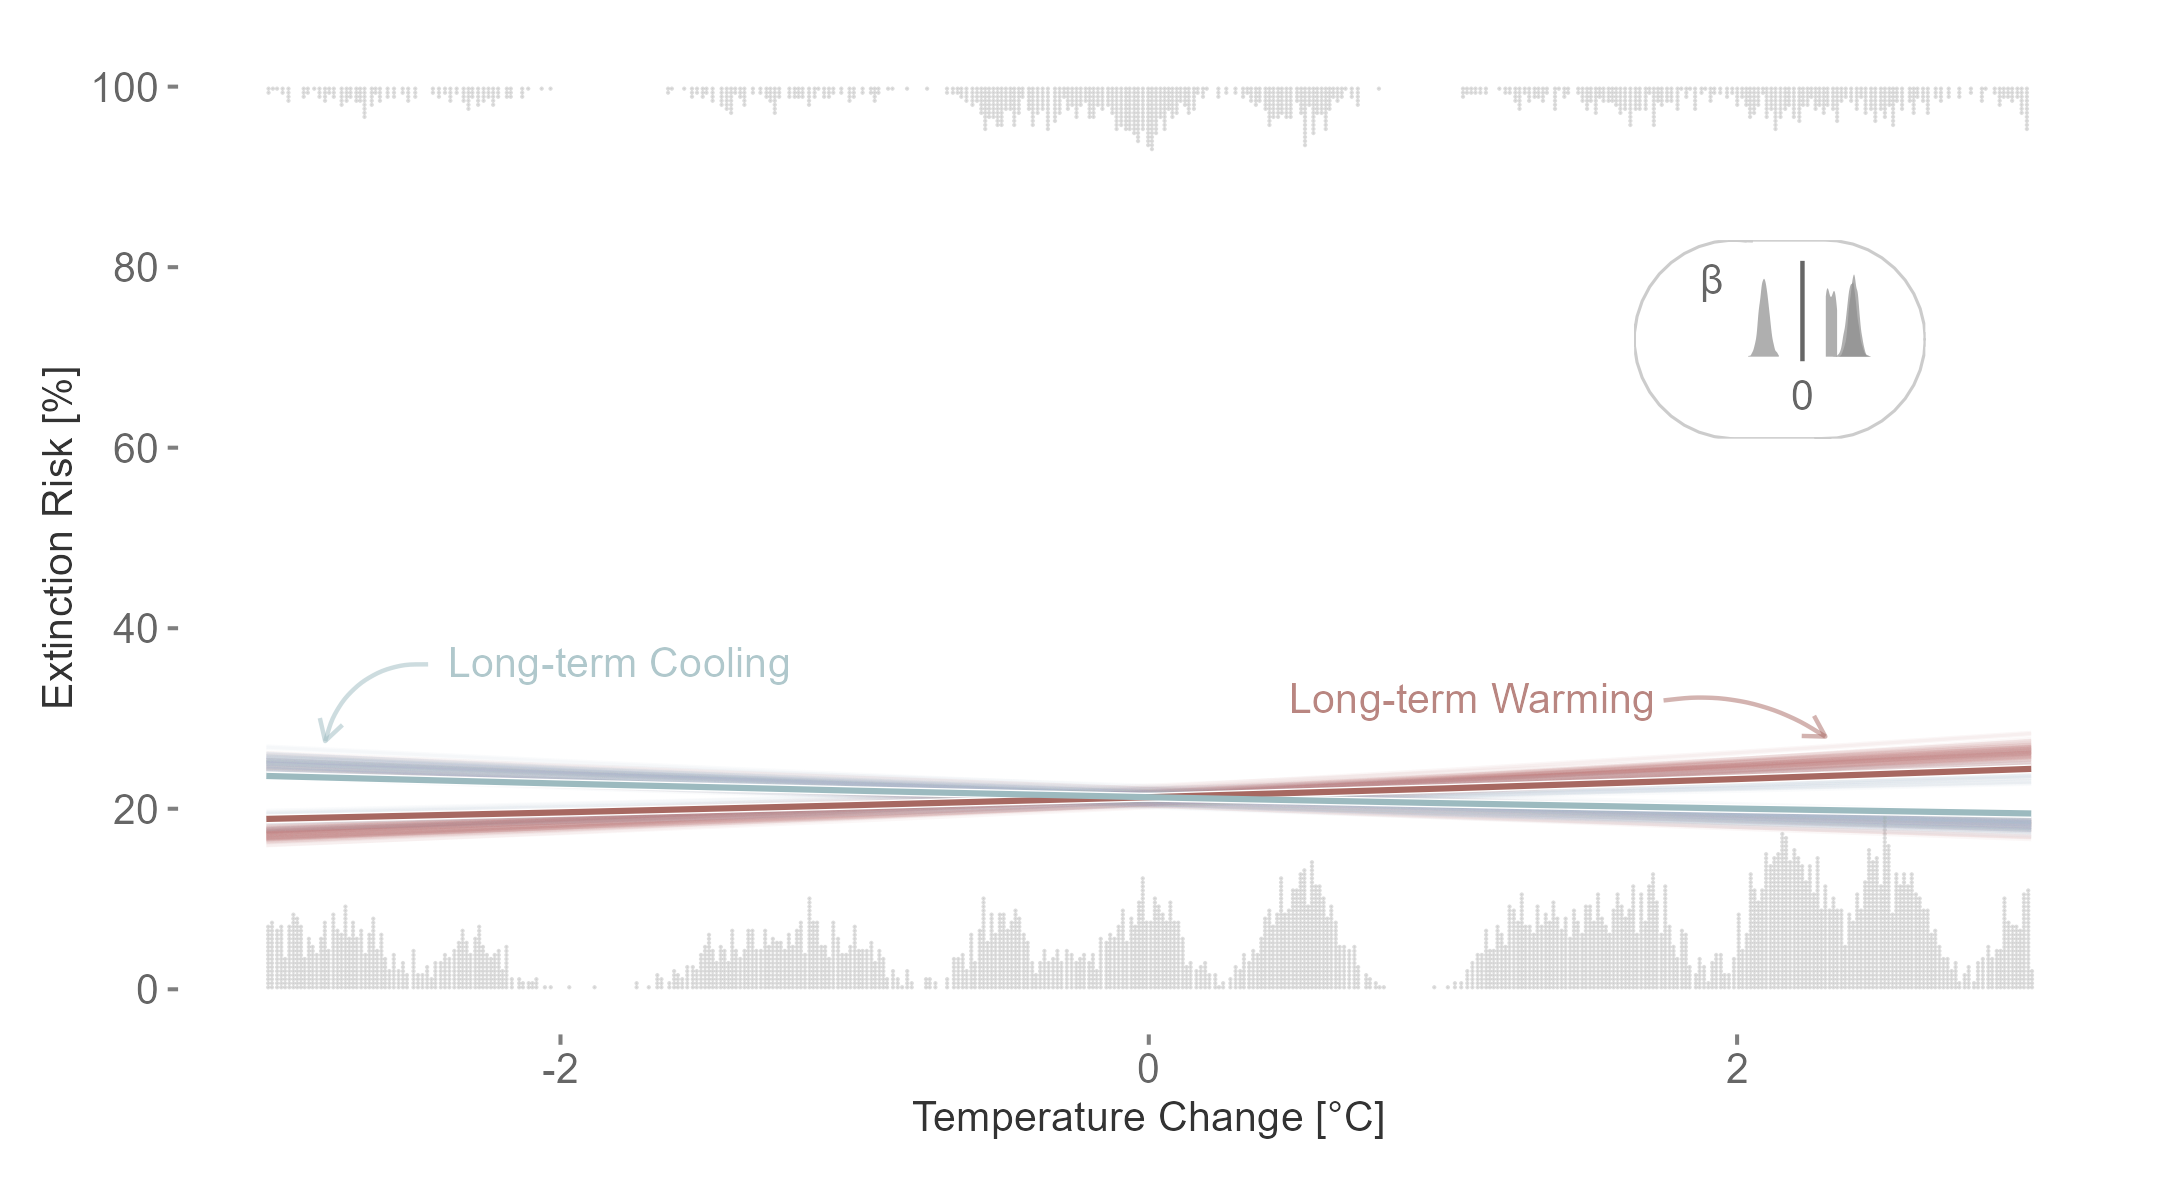 100
80
60
40
20
0
Extinction Risk [%]
β
0
Long-term Cooling
Long-term Warming
-2 0 2
Temperature Change [°C]